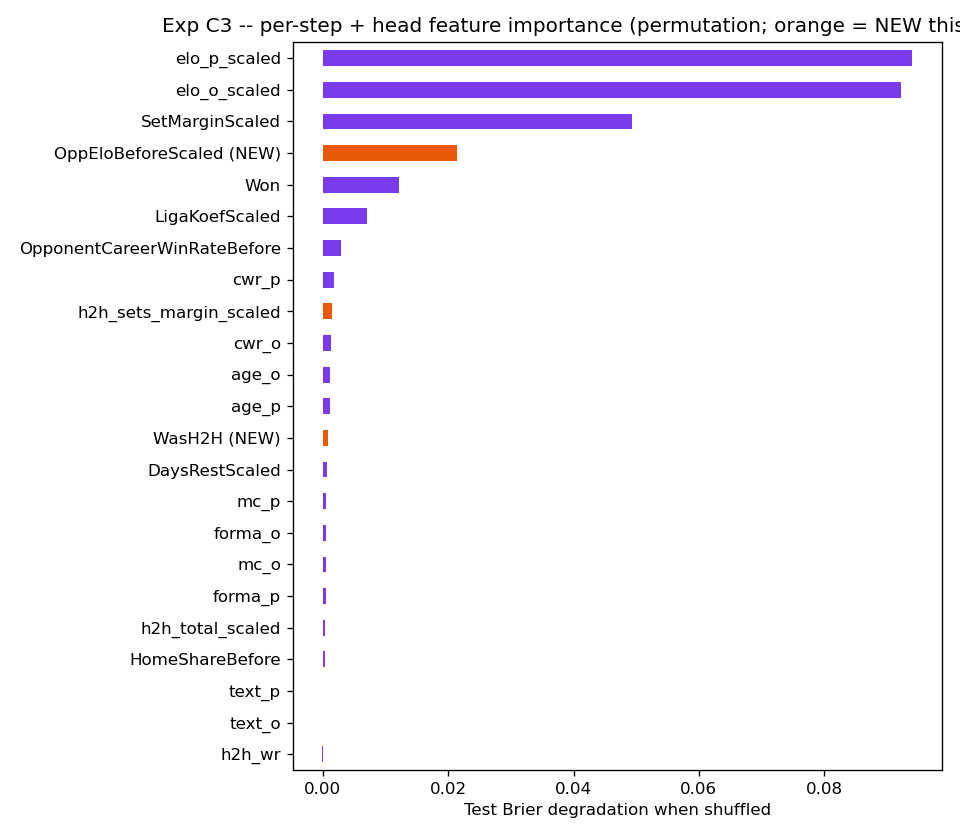 Exp C3 -- per-step + head feature importance (permutation; orange = NEW this
elo_p_scaled
elo_o_scaled
SetMarginScaled
OppEloBeforeScaled (NEW)
Won
LigaKoefScaled
OpponentCareerWinRateBefore
cwr_p
h2h_sets_margin_scaled
cwr_o
age_o
age_p
WasH2H (NEW)
DaysRestScaled
mc_p
forma_o
mc_o
forma_p
h2h_total_scaled
HomeShareBefore
text_p
text_o
h2h_wr
0.00 0.02 0.04 0.06 0.08
Test Brier degradation when shuffled